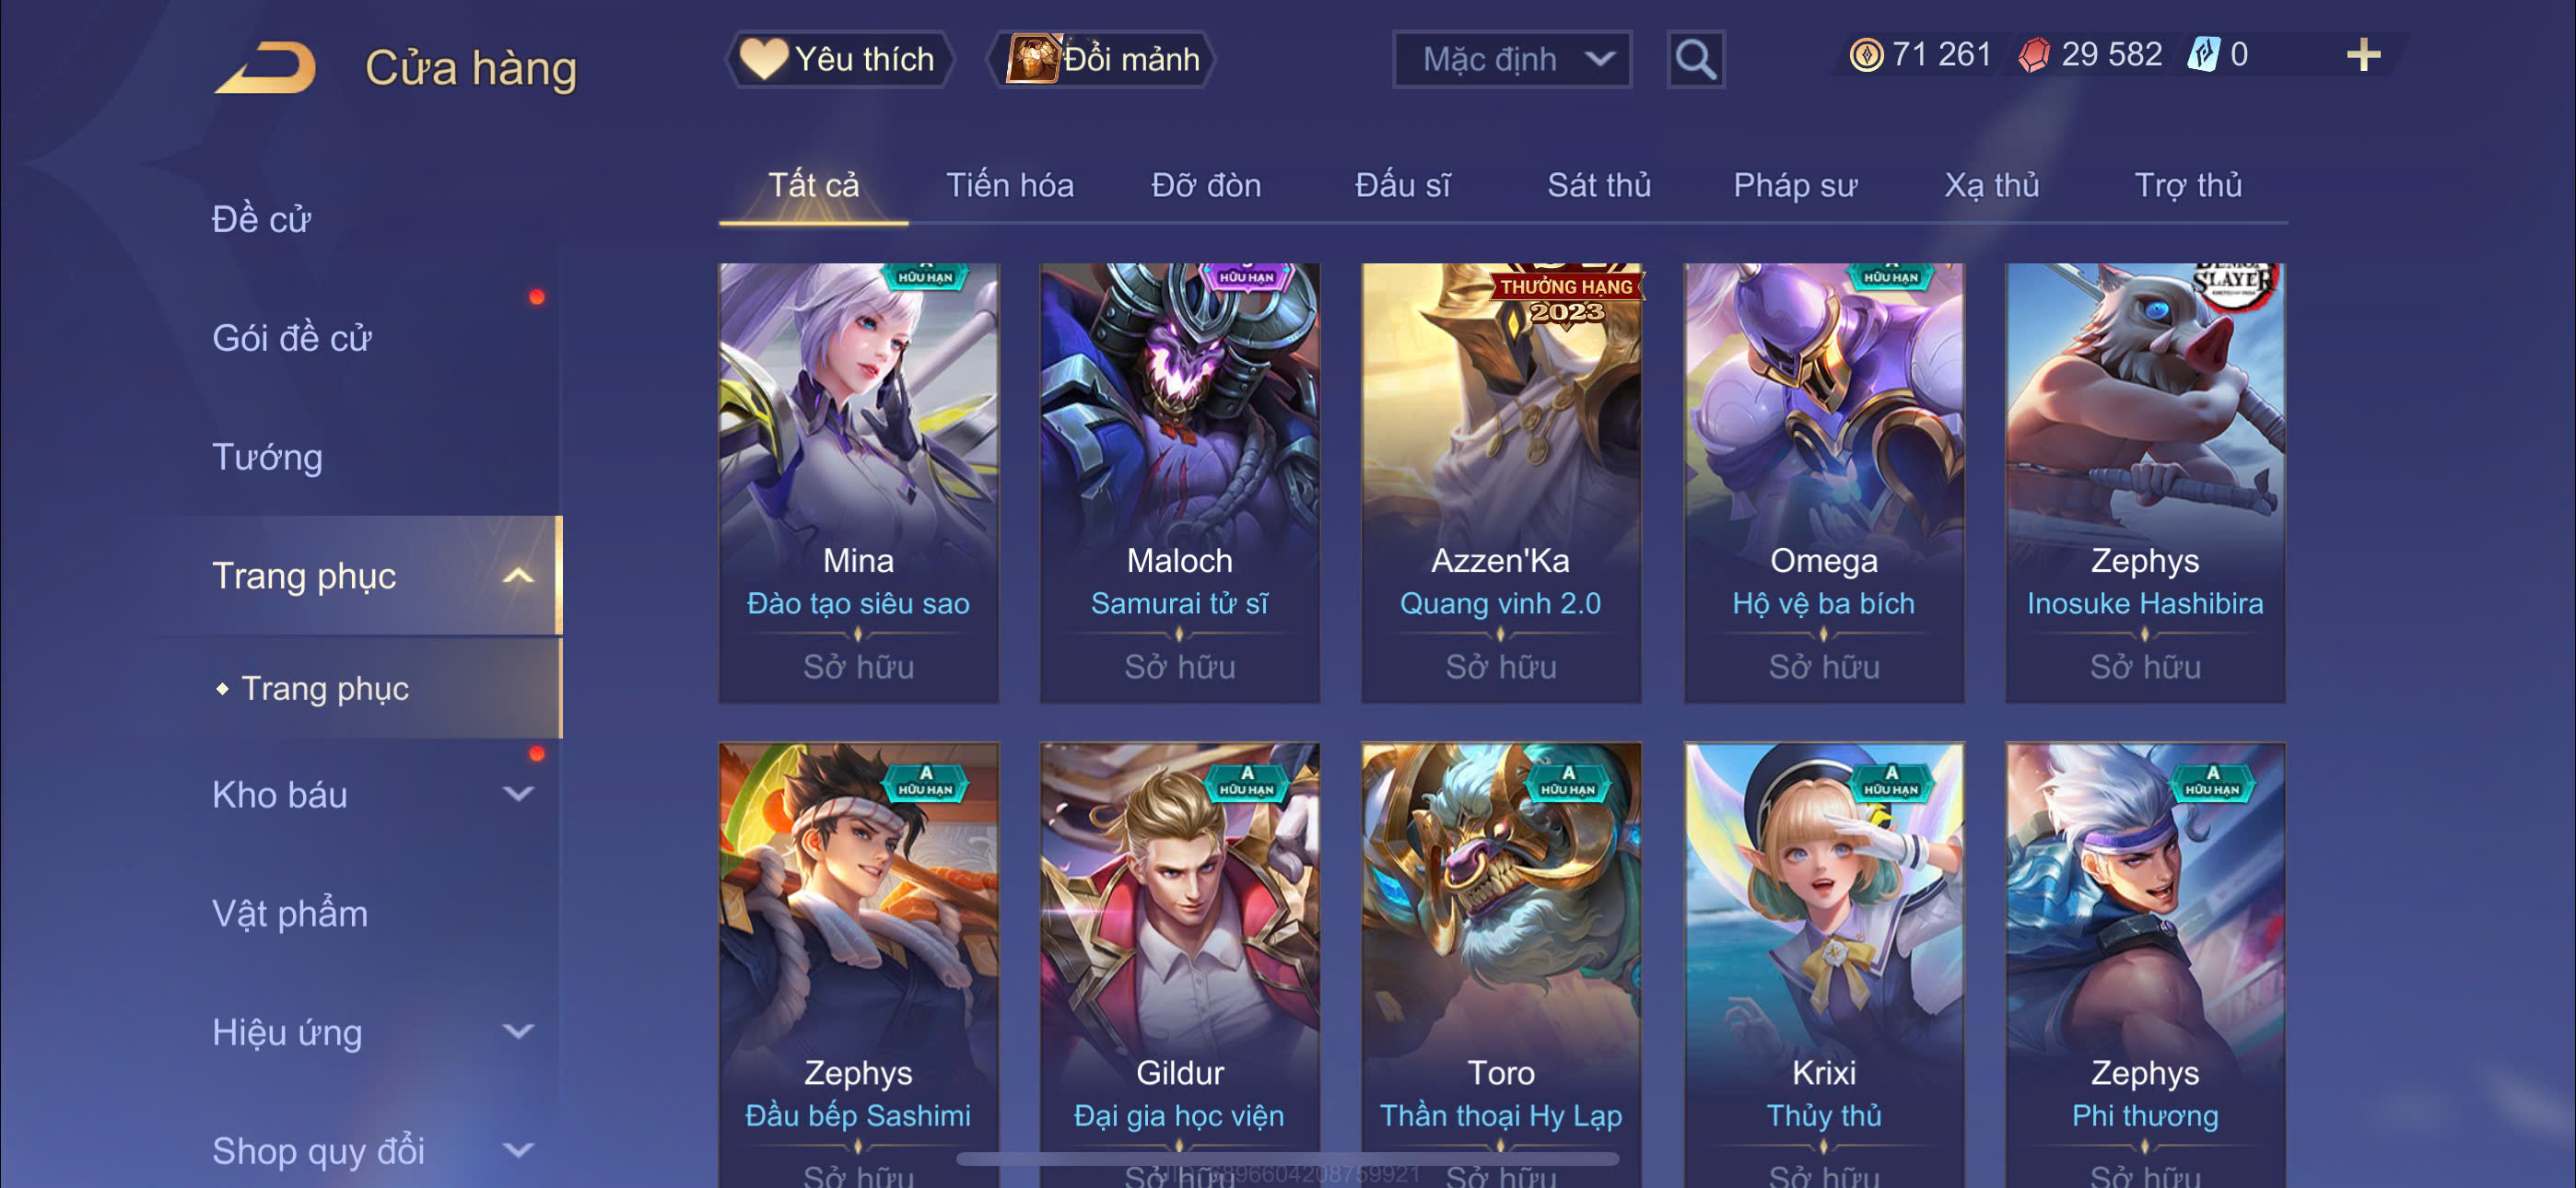 Cửa hàng
Yêu thích
Đổi mảnh
Mặc định
71 261
29 582
0
Tất cả
Tiến hóa
Đỡ đòn
Đấu sĩ
Sát thủ
Pháp sư
Xạ thủ
Trợ thủ
Đề cử
Gói đề cử
Tướng
Trang phục
Trang phục
Kho báu
Vật phẩm
Hiệu ứng
Shop quy đổi
HỮU HẠN
Mina
Đào tạo siêu sao
Sở hữu
HỮU HẠN
Maloch
Samurai tử sĩ
Sở hữu
THƯỞNG HẠNG
2023
Azzen'Ka
Quang vinh 2.0
Sở hữu
HỮU HẠN
Omega
Hộ vệ ba bích
Sở hữu
SLAYER
Zephys
Inosuke Hashibira
Sở hữu
A
HỮU HẠN
Zephys
Đầu bếp Sashimi
Sở hữu
A
HỮU HẠN
Gildur
Đại gia học viện
Sở hữu
A
HỮU HẠN
Toro
Thần thoại Hy Lạp
Sở hữu
A
HỮU HẠN
Krixi
Thủy thủ
Sở hữu
A
HỮU HẠN
Zephys
Phi thương
Sở hữu